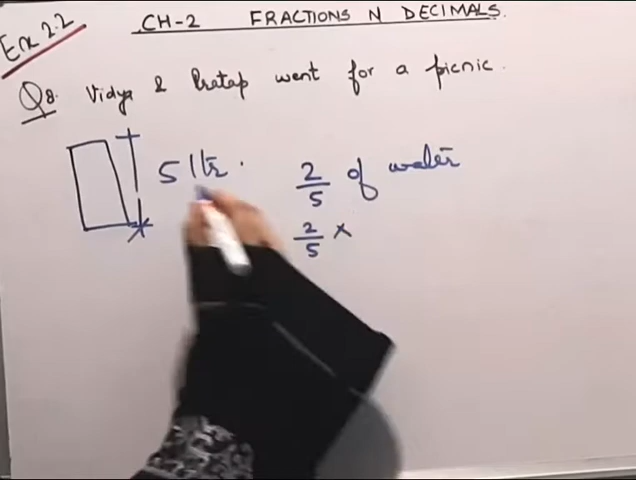 Ex 2.2
CH-2 FRACTIONS N DECIMALS.
Q8. Vidya & Pratap went for a picnic.
5 ltr. 2/5 of water
2/5 ×